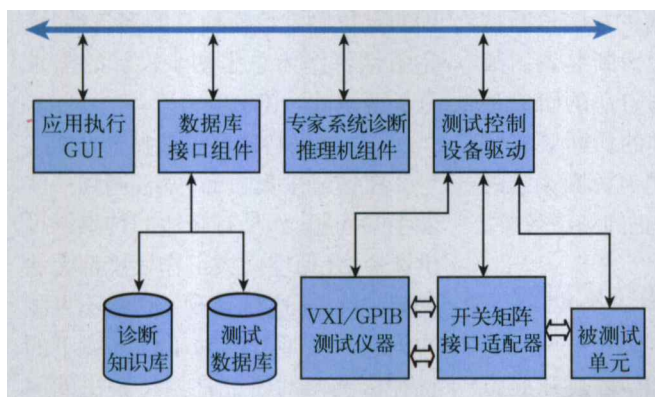 应用执行
GUI
数据库
接口组件
专家系统诊断
推理机组件
测试控制
设备驱动
诊断
知识库
测试
数据库
VXI/GPIB
测试仪器
开关矩阵
接口适配器
被测试
单元